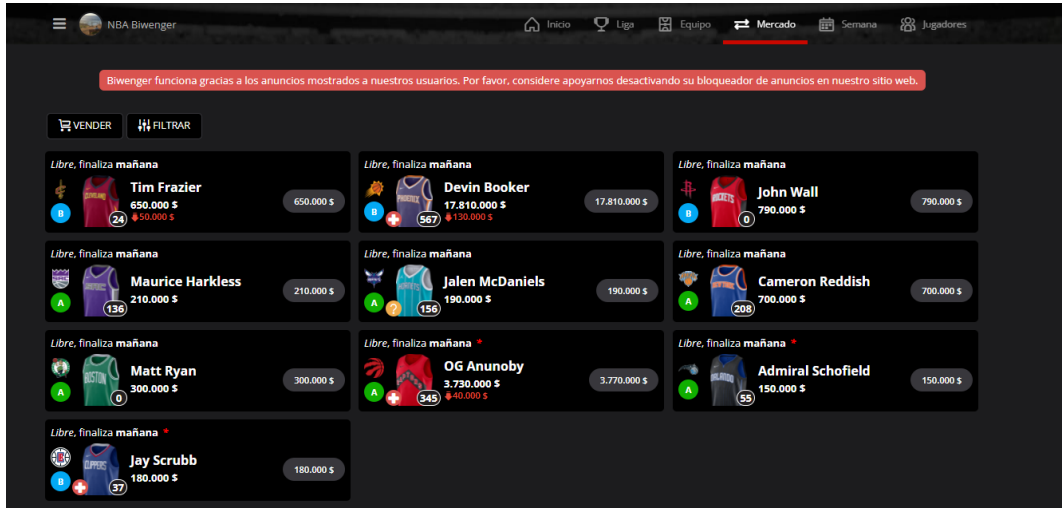 NBA Biwenger
Inicio
Liga
Equipo
Mercado
Semana
Jugadores
Biwenger funciona gracias a los anuncios mostrados a nuestros usuarios. Por favor, considere apoyarnos desactivando su bloqueador de anuncios en nuestro sitio web.
VENDER
FILTRAR
Libre, finaliza mañana
Tim Frazier
650.000 $
50.000 $
B
24
650.000 $
Libre, finaliza mañana
Devin Booker
17.810.000 $
130.000 $
B
567
17.810.000 $
Libre, finaliza mañana
John Wall
790.000 $
B
0
790.000 $
Libre, finaliza mañana
Maurice Harkless
210.000 $
A
136
210.000 $
Libre, finaliza mañana
Jalen McDaniels
190.000 $
A
?
156
190.000 $
Libre, finaliza mañana
Cameron Reddish
700.000 $
A
208
700.000 $
Libre, finaliza mañana
Matt Ryan
300.000 $
A
BOSTON
0
300.000 $
Libre, finaliza mañana *
OG Anunoby
3.730.000 $
40.000 $
A
345
3.770.000 $
Libre, finaliza mañana *
Admiral Schofield
150.000 $
A
55
150.000 $
Libre, finaliza mañana *
Jay Scrubb
180.000 $
B
CLIPPERS
37
180.000 $